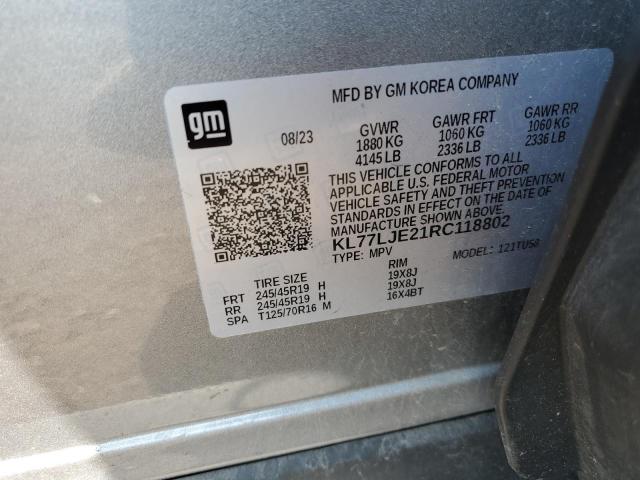 MFD BY GM KOREA COMPANY
gm
08/23
GVWR
1880 KG
4145 LB
GAWR FRT
1060 KG
2336 LB
GAWR RR
1060 KG
2336 LB
THIS VEHICLE CONFORMS TO ALL
APPLICABLE U.S. FEDERAL MOTOR
VEHICLE SAFETY AND THEFT PREVENTION
STANDARDS IN EFFECT ON THE DATE OF
MANUFACTURE SHOWN ABOVE.
KL77LJE21RC118802
TYPE: MPV MODEL: 121TU58
TIRE SIZE RIM
FRT 245/45R19 H 19X8J
RR 245/45R19 H 19X8J
SPA T125/70R16 M 16X4BT